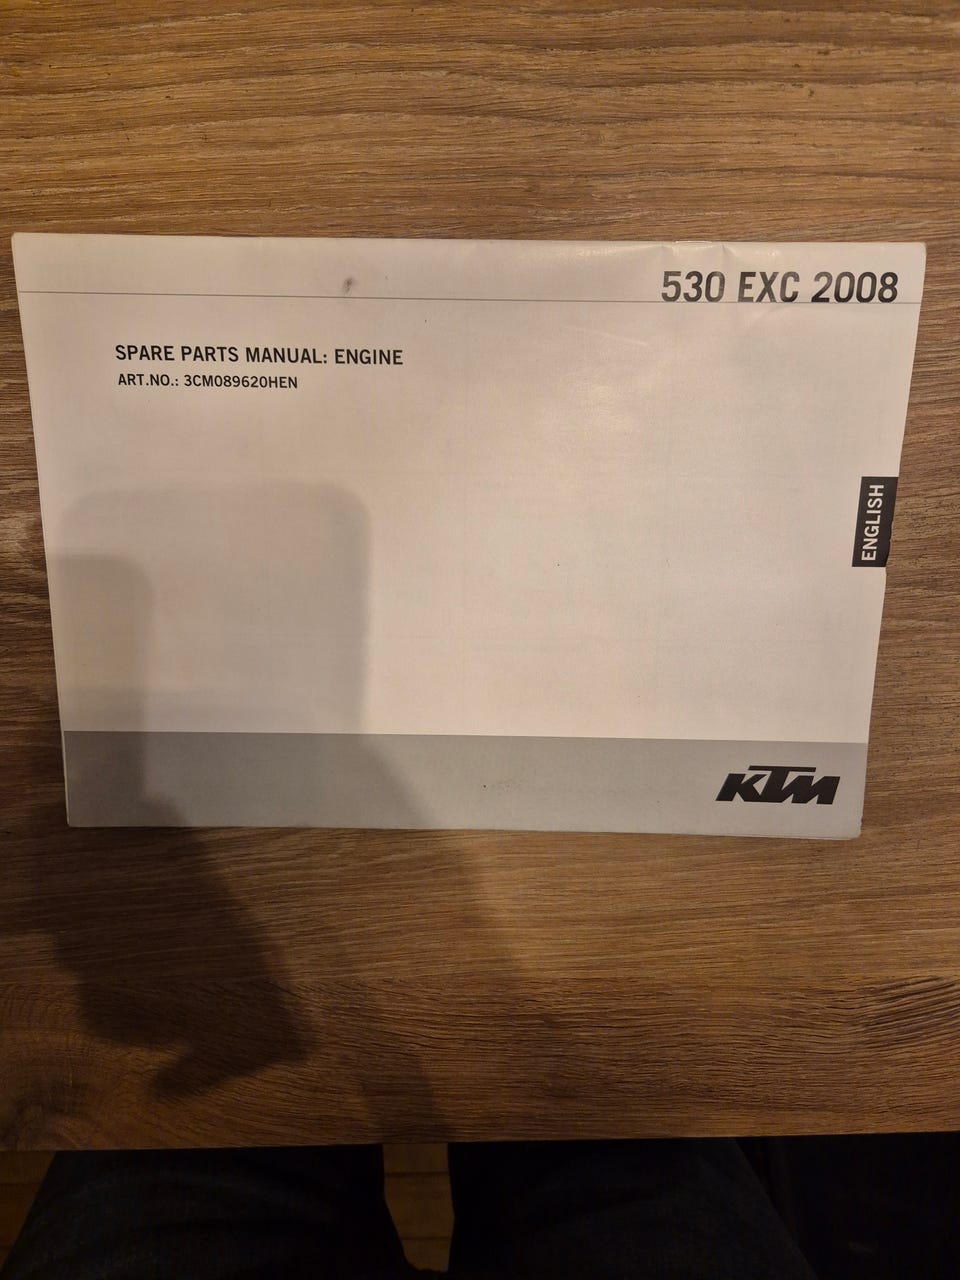 530 EXC 2008
SPARE PARTS MANUAL: ENGINE
ART.NO.: 3CM089620HEN
ENGLISH
KTM